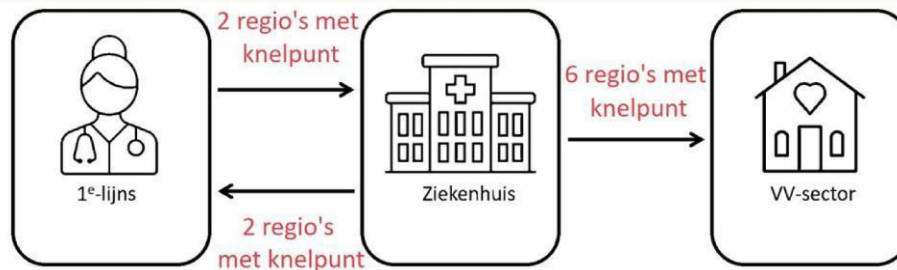 2 regio's met
knelpunt
6 regio's met
knelpunt
1e-lijns
Ziekenhuis
VV-sector
2 regio's
met knelpunt